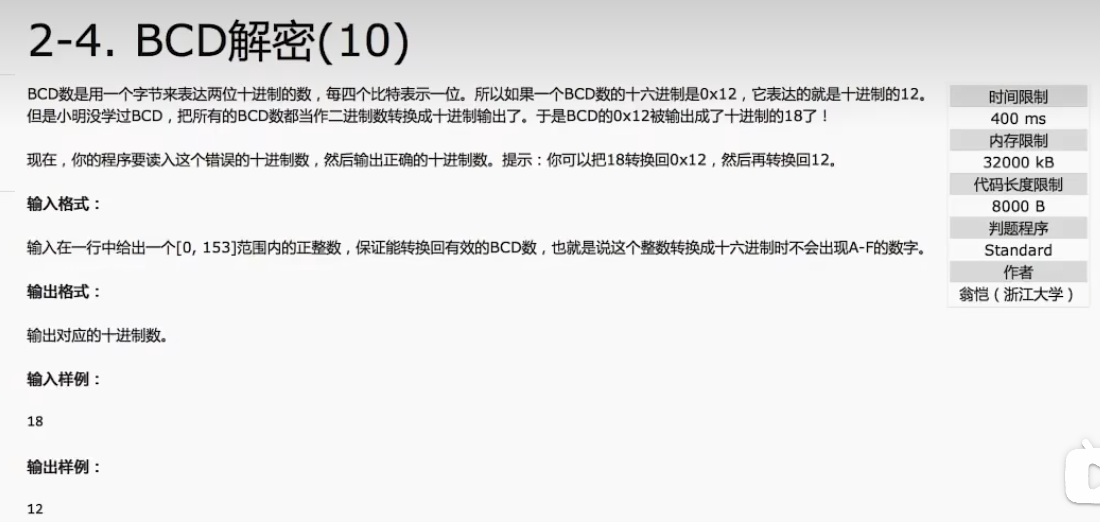 2-4. BCD解密(10)
BCD数是用一个字节来表达两位十进制的数，每四个比特表示一位。所以如果一个BCD数的十六进制是0x12，它表达的就是十进制的12。
但是小明没学过BCD，把所有的BCD数都当作二进制数转换成十进制输出了。于是BCD的0x12被输出成了十进制的18了！
现在，你的程序要读入这个错误的十进制数，然后输出正确的十进制数。提示：你可以把18转换回0x12，然后再转换回12。
输入格式：
输入在一行中给出一个[0, 153]范围内的正整数，保证能转换回有效的BCD数，也就是说这个整数转换成十六进制时不会出现A-F的数字。
输出格式：
输出对应的十进制数。
输入样例：
18
输出样例：
12
时间限制
400 ms
内存限制
32000 kB
代码长度限制
8000 B
判题程序
Standard
作者
翁恺（浙江大学）